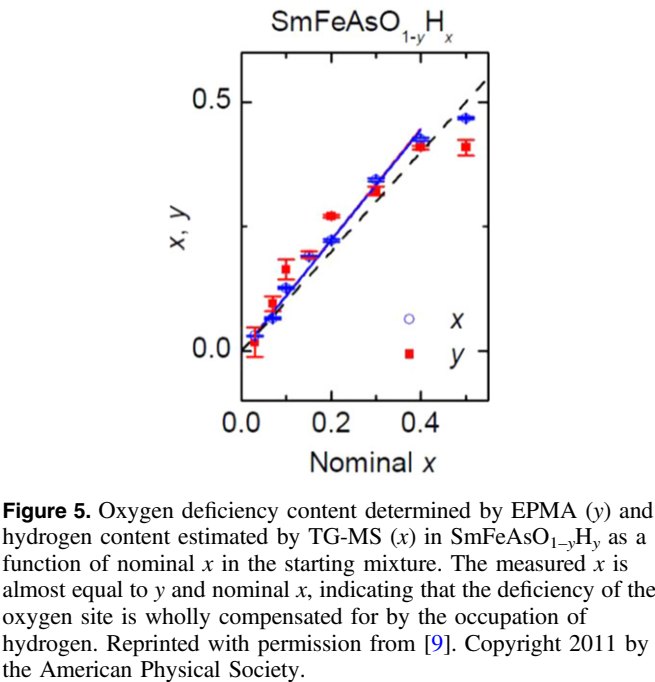 SmFeAsO1-yHx
0.5
x, y
0.0
x
y
0.0 0.2 0.4
Nominal x
Figure 5. Oxygen deficiency content determined by EPMA (y) and
hydrogen content estimated by TG-MS (x) in SmFeAsO1–yHy as a
function of nominal x in the starting mixture. The measured x is
almost equal to y and nominal x, indicating that the deficiency of the
oxygen site is wholly compensated for by the occupation of
hydrogen. Reprinted with permission from [9]. Copyright 2011 by
the American Physical Society.